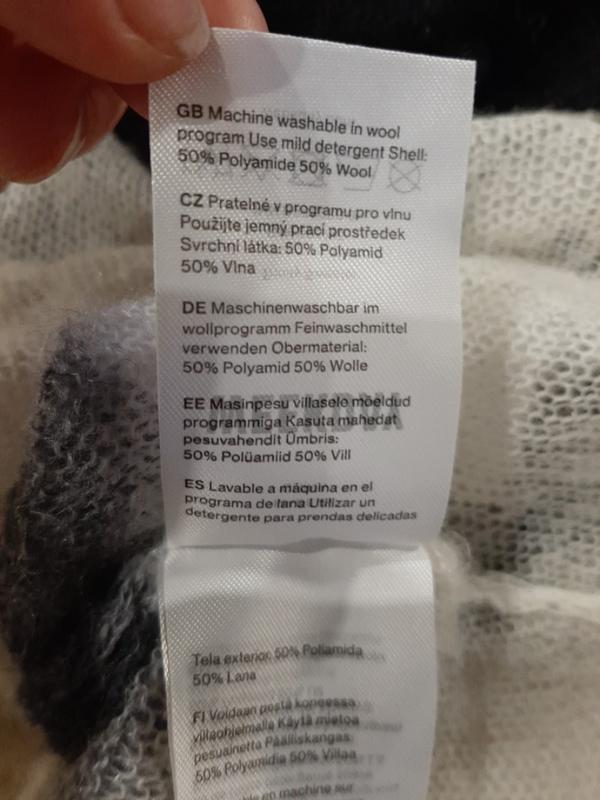 GB Machine washable in wool
program Use mild detergent Shell:
50% Polyamide 50% Wool
CZ Pratelné v programu pro vlnu
Použijte jemný prací prostředek
Svrchní látka: 50% Polyamid
50% Vlna
DE Maschinenwaschbar im
wollprogramm Feinwaschmittel
verwenden Obermaterial:
50% Polyamid 50% Wolle
EE Masinpesu villasele mõeldud
programmiga Kasuta mahedat
pesuvahendit Ümbris:
50% Polüamiid 50% Vill
ES Lavable a máquina en el
programa de lana Utilizar un
detergente para prendas delicadas
Tela exterior: 50% Poliamida
50% Lana
FI Voidaan pestä koneessa
villaohjelmalla Käytä mietoa
pesuainetta Päälliskangas:
50% Polyamidia 50% Villaa
en machine sur